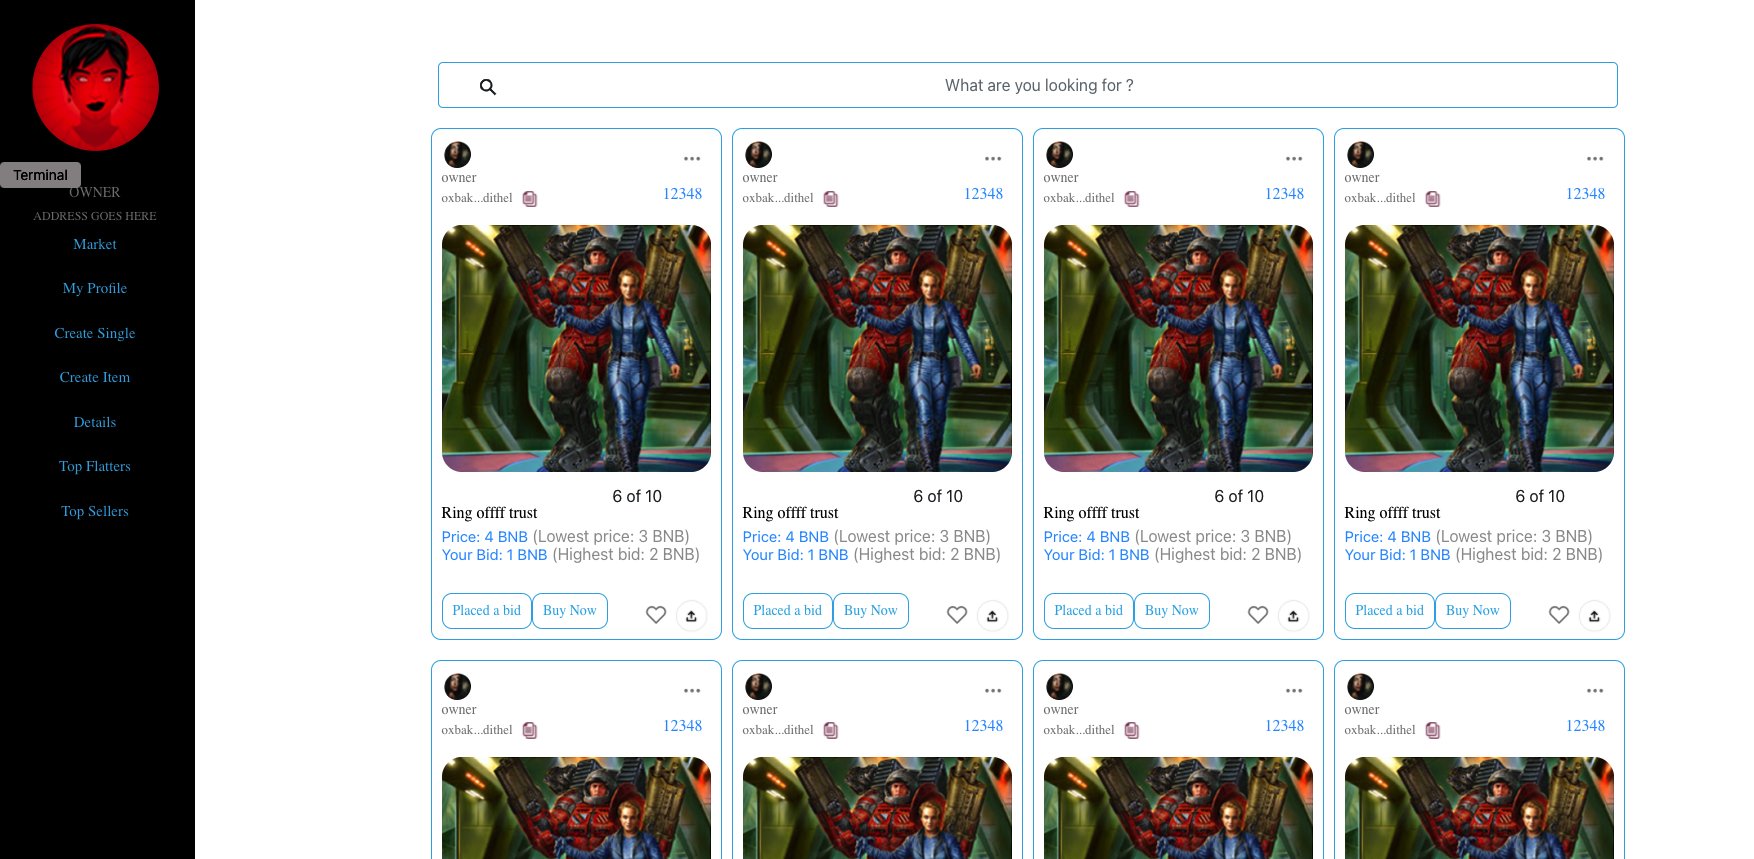 Terminal
OWNER
ADDRESS GOES HERE
Market
My Profile
Create Single
Create Item
Details
Top Flatters
Top Sellers
What are you looking for ?
owner
oxbak...dithel 12348
6 of 10
Ring offff trust
Price: 4 BNB (Lowest price: 3 BNB)
Your Bid: 1 BNB (Highest bid: 2 BNB)
Placed a bid Buy Now
owner
oxbak...dithel 12348
6 of 10
Ring offff trust
Price: 4 BNB (Lowest price: 3 BNB)
Your Bid: 1 BNB (Highest bid: 2 BNB)
Placed a bid Buy Now
owner
oxbak...dithel 12348
6 of 10
Ring offff trust
Price: 4 BNB (Lowest price: 3 BNB)
Your Bid: 1 BNB (Highest bid: 2 BNB)
Placed a bid Buy Now
owner
oxbak...dithel 12348
6 of 10
Ring offff trust
Price: 4 BNB (Lowest price: 3 BNB)
Your Bid: 1 BNB (Highest bid: 2 BNB)
Placed a bid Buy Now
owner
oxbak...dithel 12348
owner
oxbak...dithel 12348
owner
oxbak...dithel 12348
owner
oxbak...dithel 12348